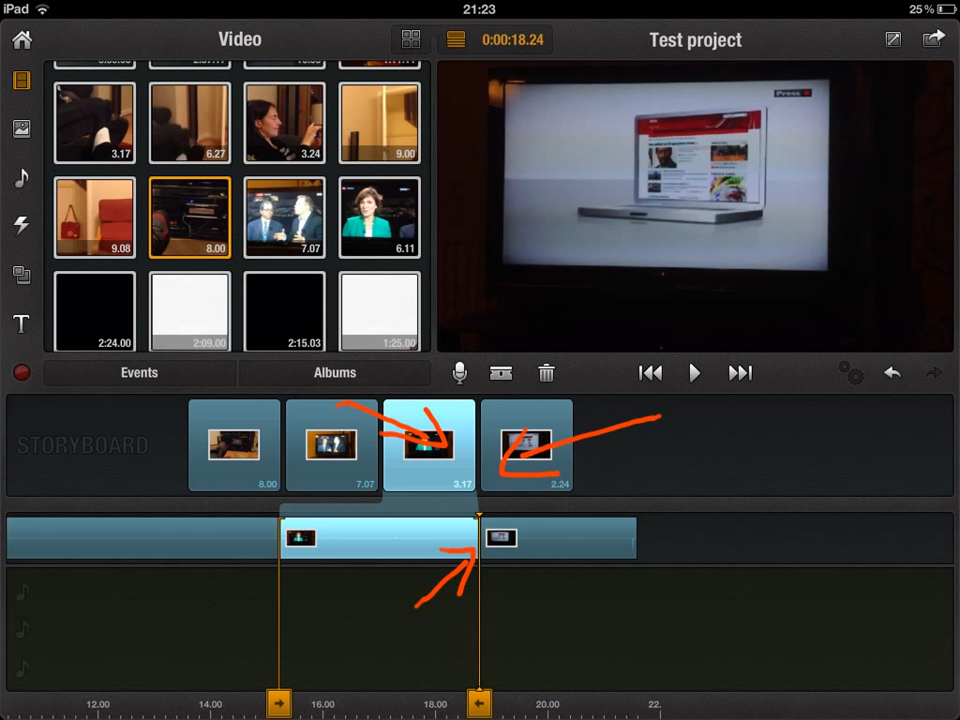 iPad 21:23 25 %
Video 0:00:18.24 Test project
3.17 6.27 3.24 9.00
9.08 8.00 7.07 6.11
2:24.00 2:09.00 2:15.03 1:25.00
Press
Events Albums
STORYBOARD
8.00 7.07 3.17 2.24
12.00 14.00 16.00 18.00 20.00 22.
T